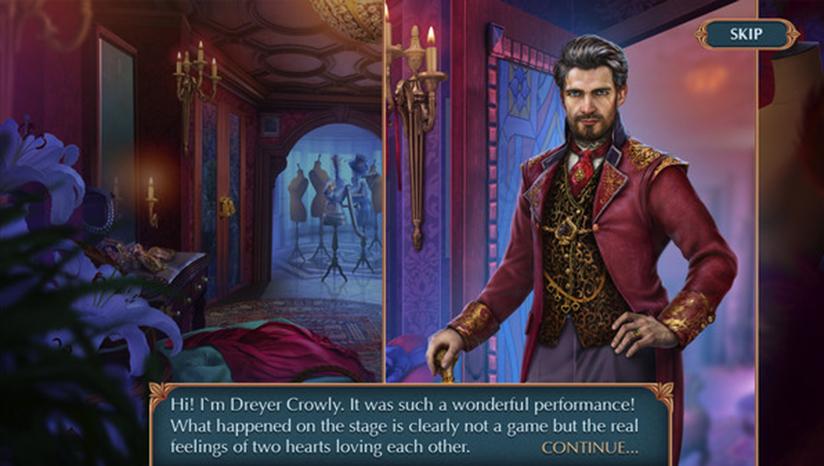 SKIP
Hi! I`m Dreyer Crowly. It was such a wonderful performance!
What happened on the stage is clearly not a game but the real
feelings of two hearts loving each other.
CONTINUE...